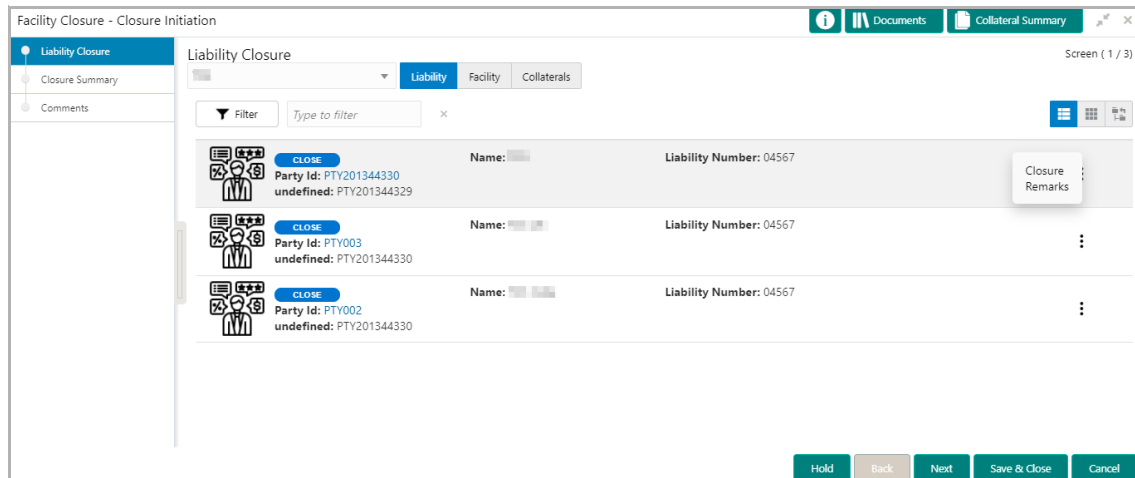 Facility Closure - Closure Initiation
i
Documents
Collateral Summary
Liability Closure
Closure Summary
Comments
Liability Closure
Screen ( 1 / 3)
Liability
Facility
Collaterals
Filter
Type to filter
CLOSE
Party Id: PTY201344330
undefined: PTY201344329
Name:
Liability Number: 04567
Closure
Remarks
CLOSE
Party Id: PTY003
undefined: PTY201344330
Name:
Liability Number: 04567
CLOSE
Party Id: PTY002
undefined: PTY201344330
Name:
Liability Number: 04567
Hold
Back
Next
Save & Close
Cancel